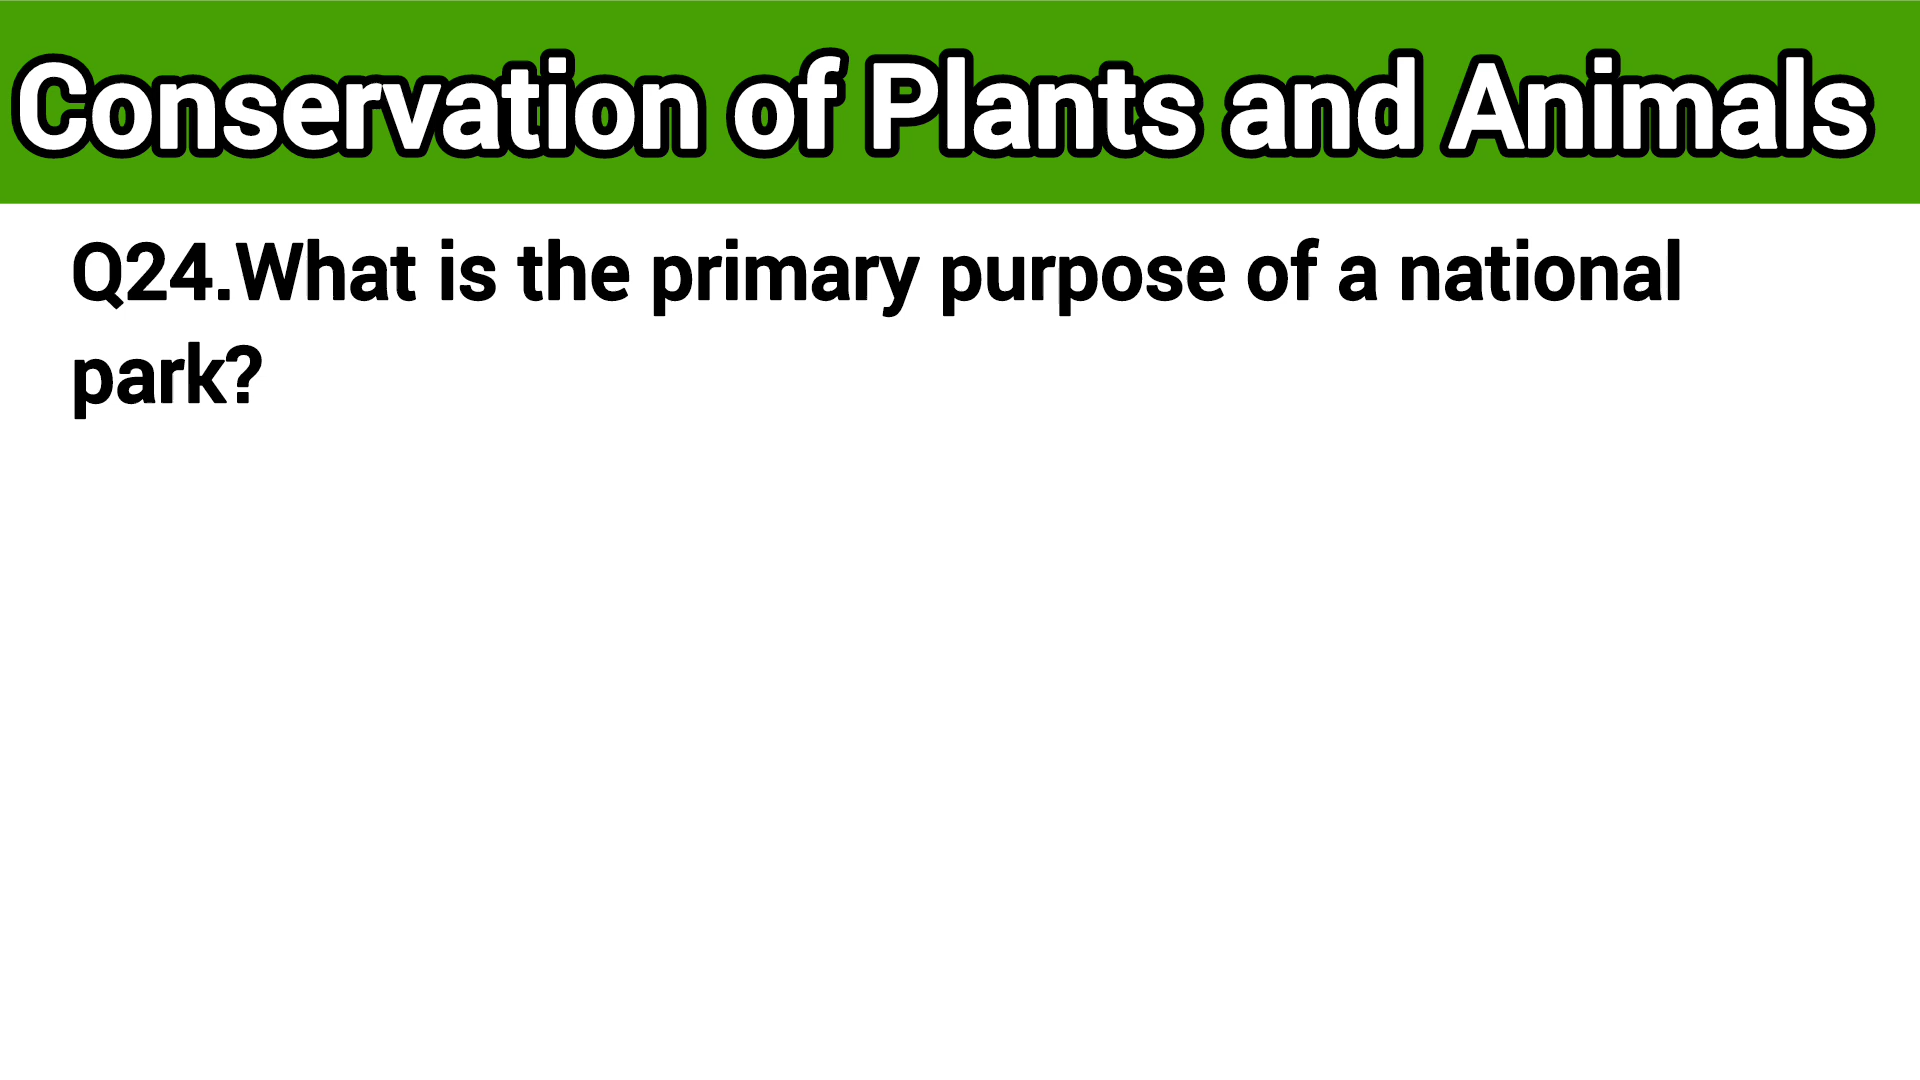 Conservation of Plants and Animals
Q24.What is the primary purpose of a national
park?